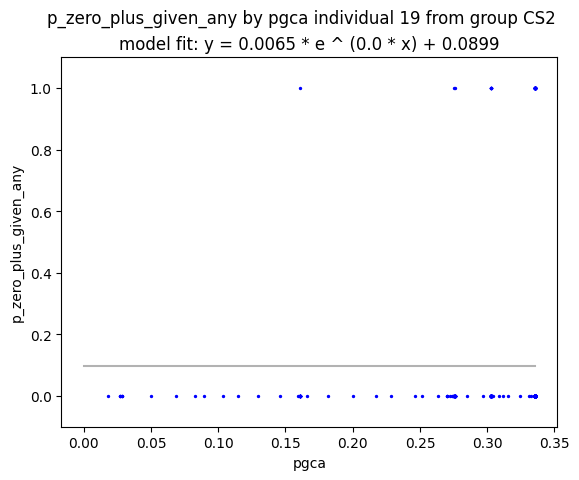 p_zero_plus_given_any by pgca individual 19 from group CS2
model fit: y = 0.0065 * e ^ (0.0 * x) + 0.0899
1.0
0.8
0.6
0.4
0.2
0.0
p_zero_plus_given_any
0.00 0.05 0.10 0.15 0.20 0.25 0.30 0.35
pgca